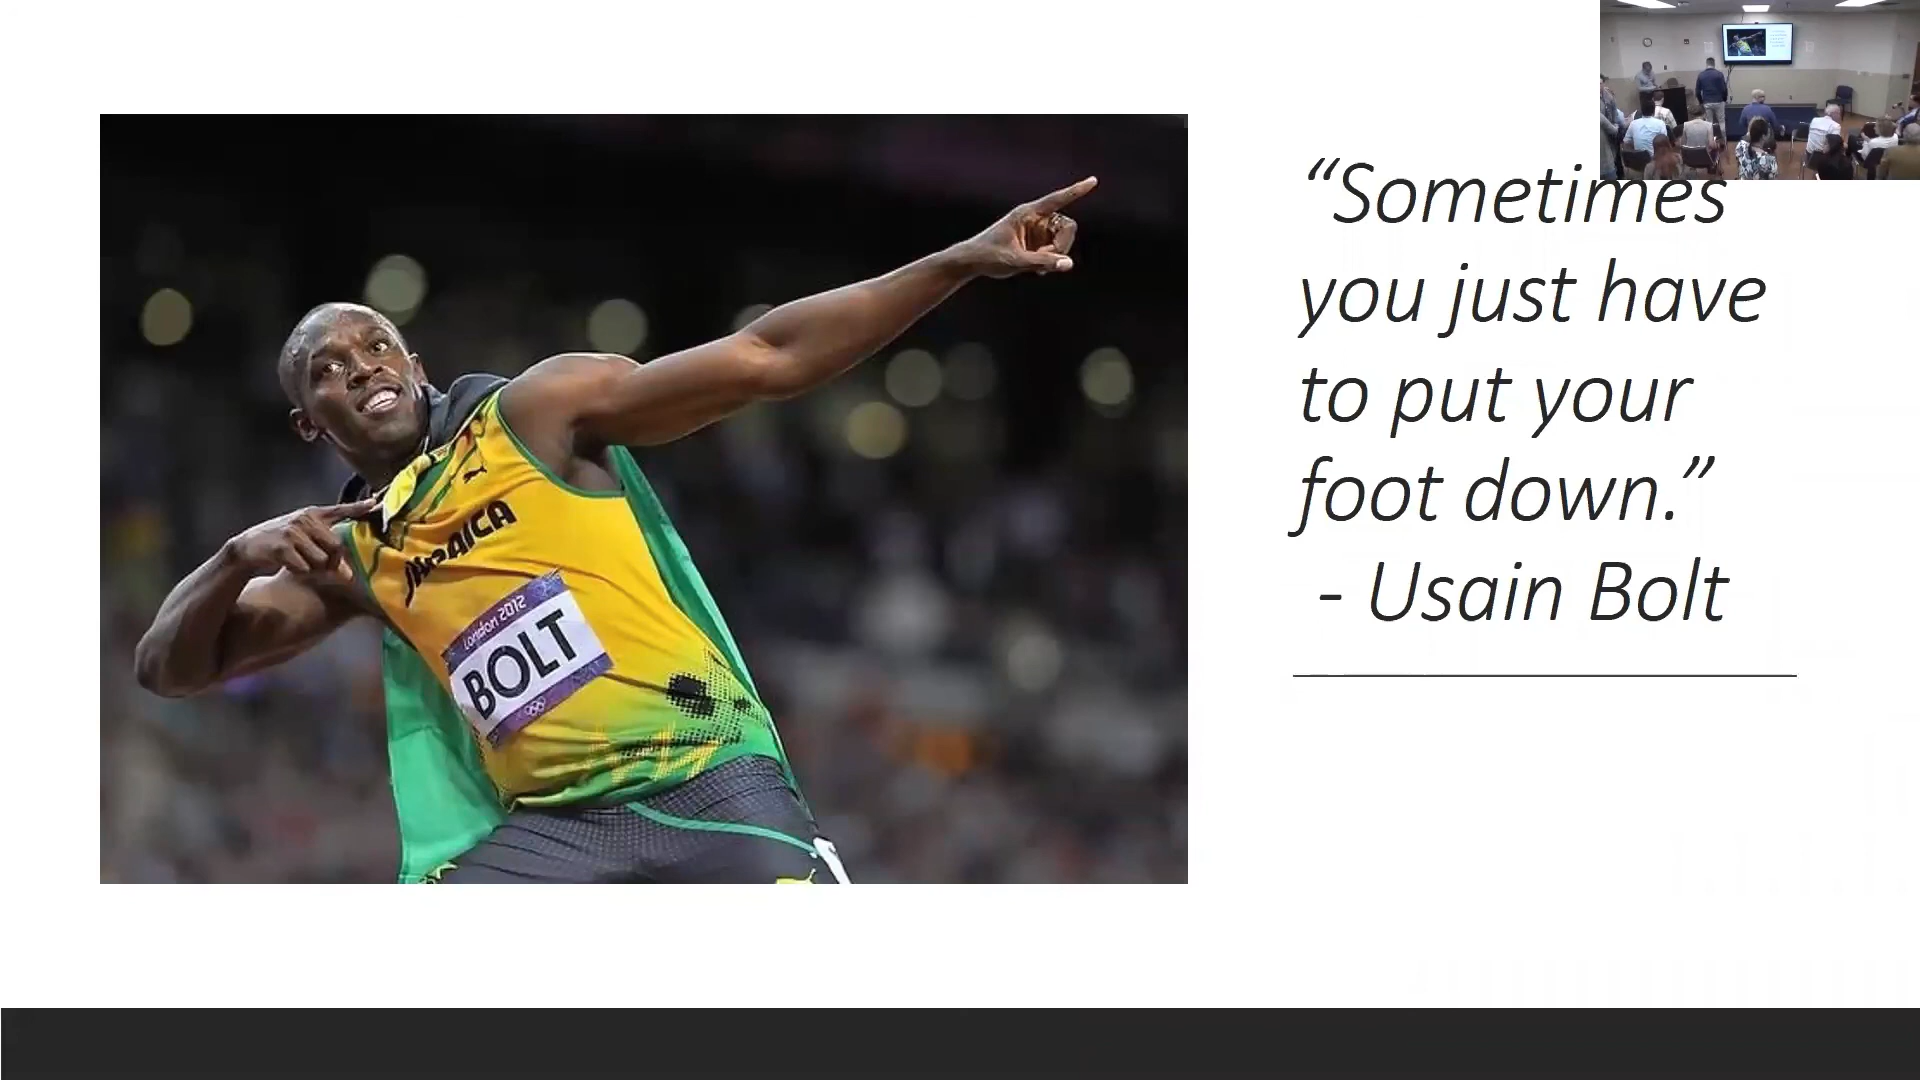 “Sometimes
you just have
to put your
foot down.”
- Usain Bolt
JAMAICA
London 2012
BOLT